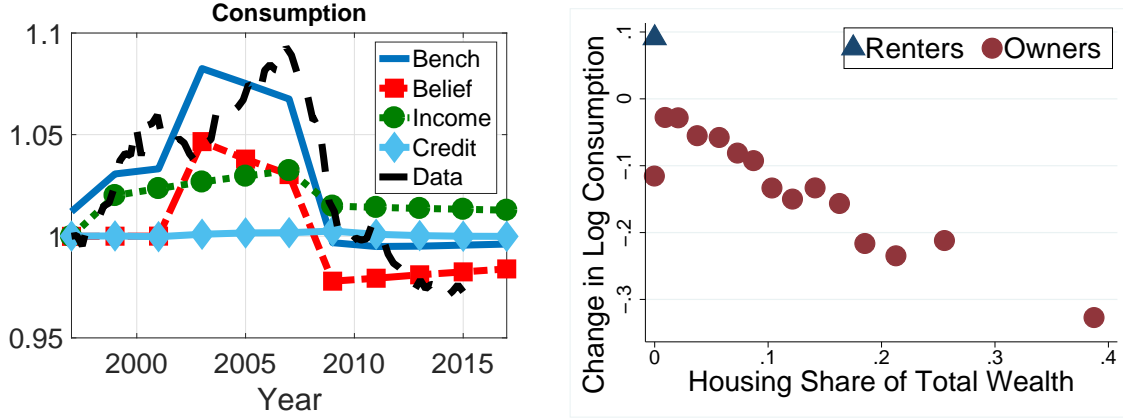 Consumption
1.1
1.05
1
0.95
2000
2005
2010
2015
Year
Bench
Belief
Income
Credit
Data
Change in Log Consumption
.1
0
-.1
-.2
-.3
0
.1
.2
.3
.4
Housing Share of Total Wealth
Renters
Owners